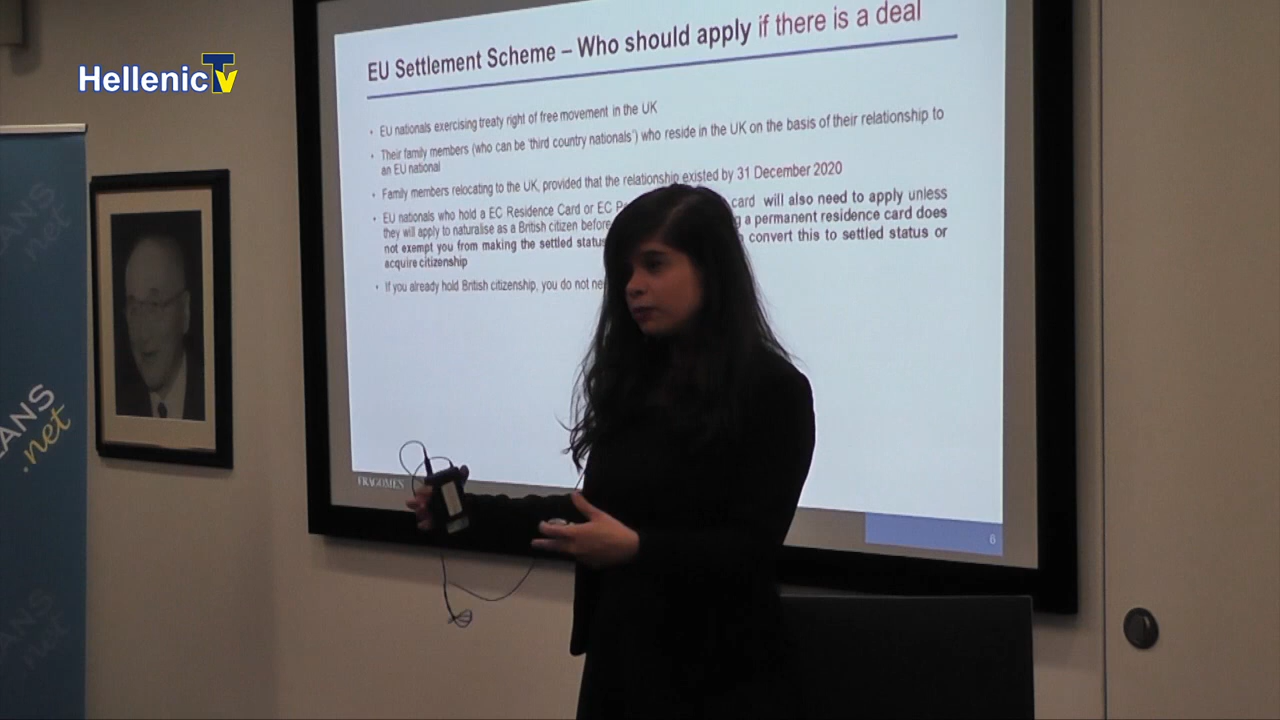 HellenicTv
EU Settlement Scheme – Who should apply if there is a deal
• EU nationals exercising treaty right of free movement in the UK
• Their family members (who can be 'third country nationals') who reside in the UK on the basis of their relationship to
an EU national
• Family members relocating to the UK, provided that the relationship existed by 31 December 2020
• EU nationals who hold a EC Residence Card or EC card will also need to apply unless
they will apply to naturalise as a British citizen before a permanent residence card does
not exempt you from making the settled status convert this to settled status or
acquire citizenship
• If you already hold British citizenship, you do not
FRAGOMEN
6
ANS
.net
ANS
net
ANS
net